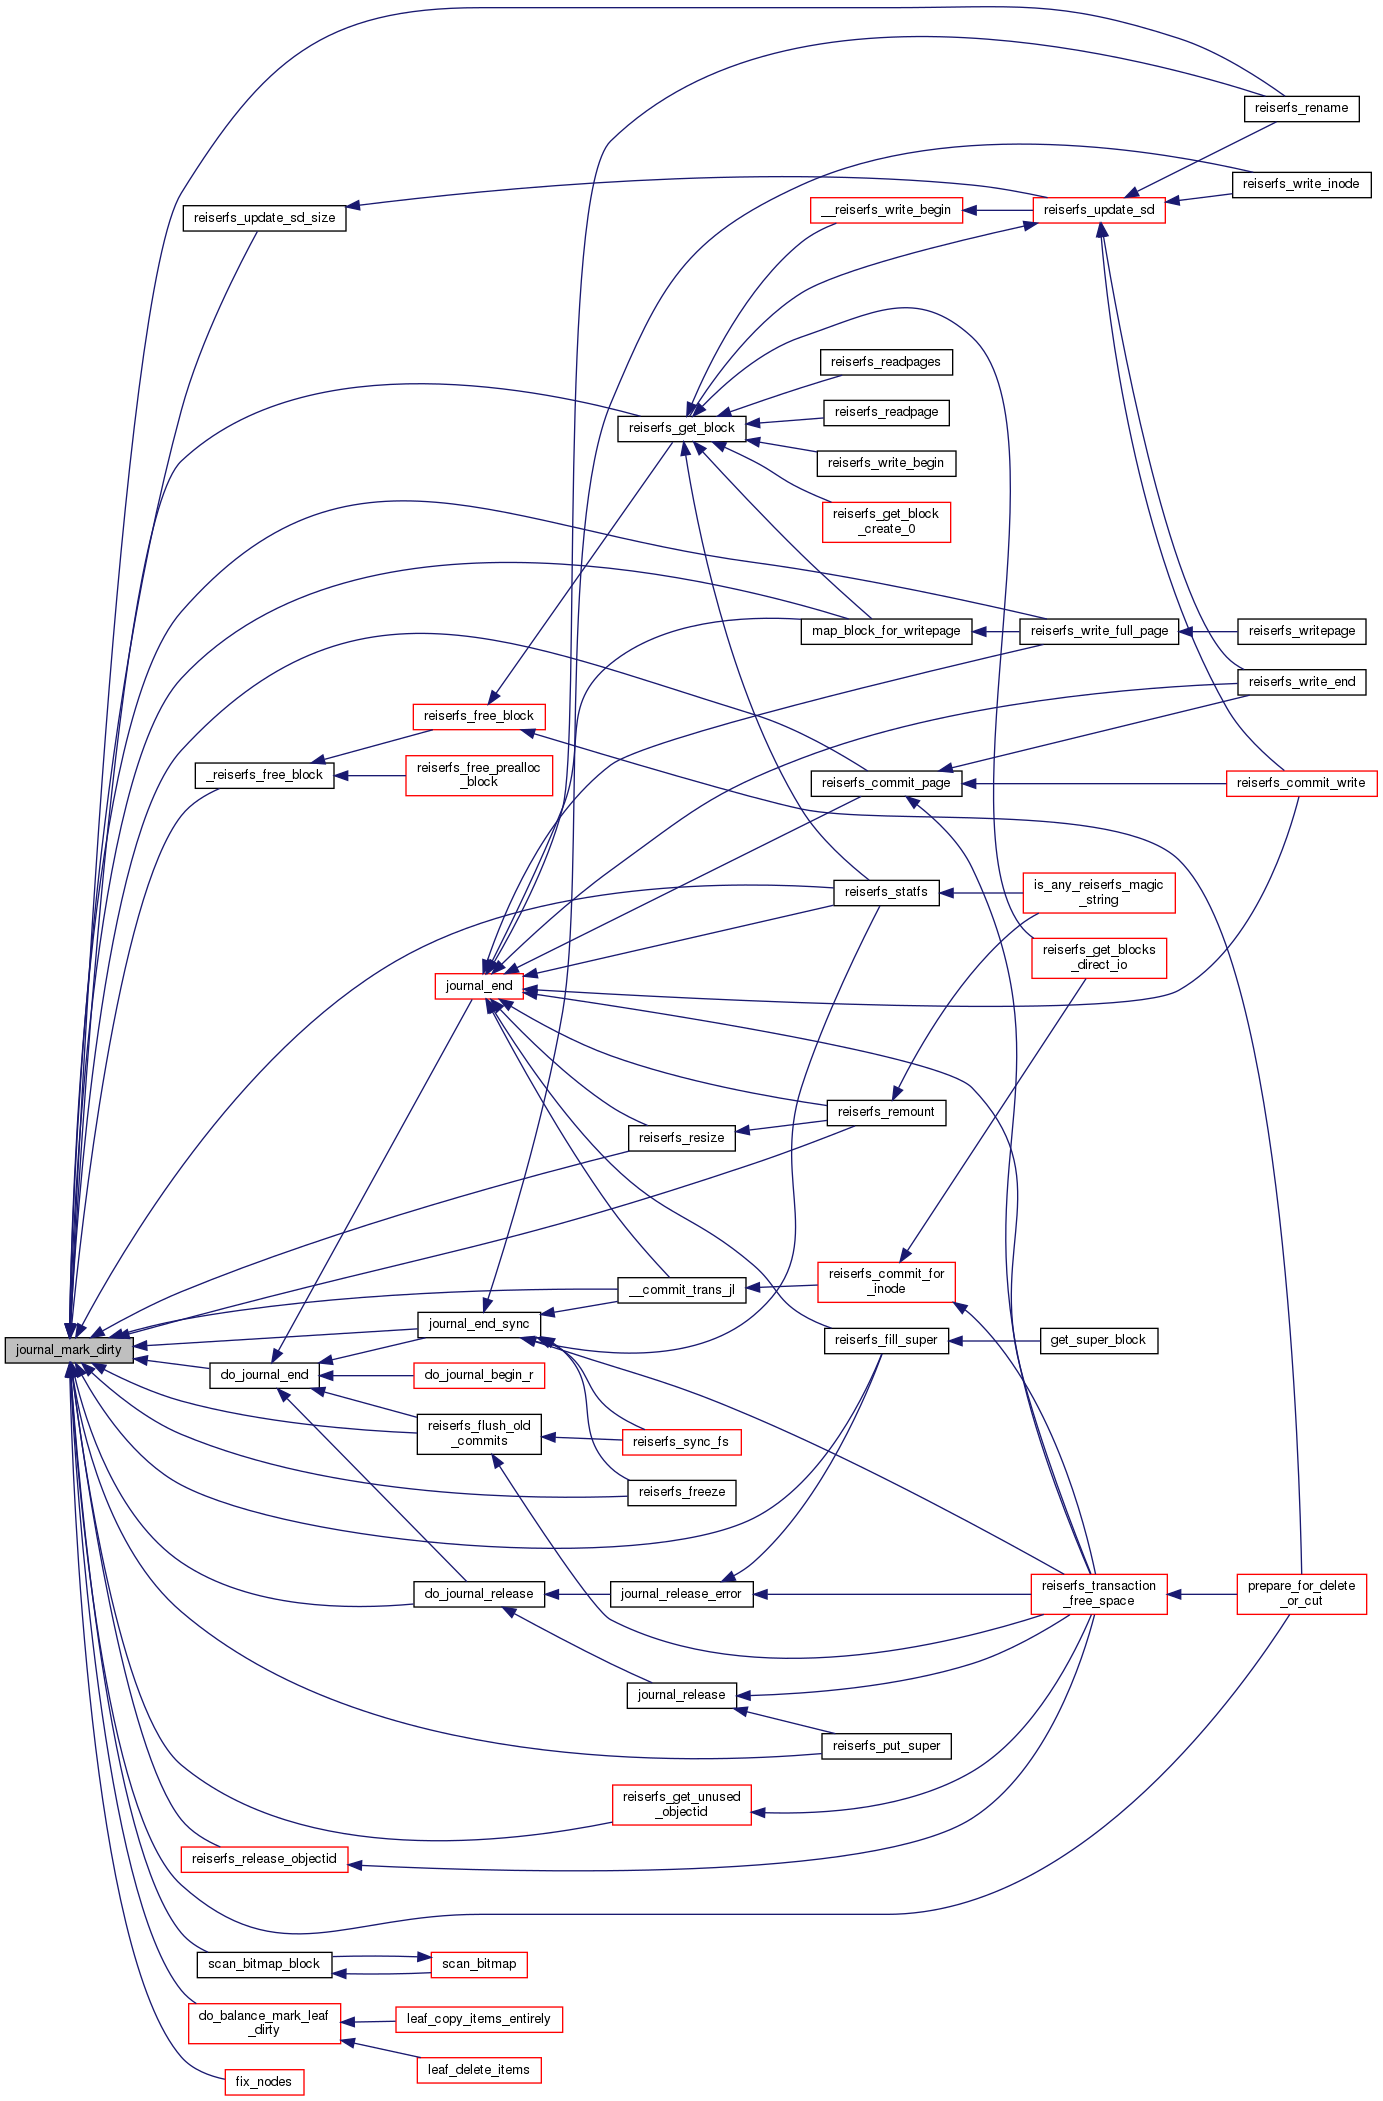 reiserfs_rename
reiserfs_write_inode
reiserfs_update_sd_size
__reiserfs_write_begin
reiserfs_update_sd
reiserfs_readpages
reiserfs_readpage
reiserfs_get_block
reiserfs_write_begin
reiserfs_get_block
_create_0
map_block_for_writepage
reiserfs_write_full_page
reiserfs_writepage
reiserfs_write_end
reiserfs_free_block
_reiserfs_free_block
reiserfs_free_prealloc
_block
reiserfs_commit_page
reiserfs_commit_write
reiserfs_statfs
is_any_reiserfs_magic
_string
reiserfs_get_blocks
_direct_io
journal_end
reiserfs_remount
reiserfs_resize
reiserfs_commit_for
_inode
__commit_trans_jl
journal_end_sync
reiserfs_fill_super
get_super_block
journal_mark_dirty
do_journal_end
do_journal_begin_r
reiserfs_flush_old
_commits
reiserfs_sync_fs
reiserfs_freeze
do_journal_release
journal_release_error
reiserfs_transaction
_free_space
prepare_for_delete
_or_cut
journal_release
reiserfs_put_super
reiserfs_get_unused
_objectid
reiserfs_release_objectid
scan_bitmap_block
scan_bitmap
do_balance_mark_leaf
_dirty
leaf_copy_items_entirely
leaf_delete_items
fix_nodes